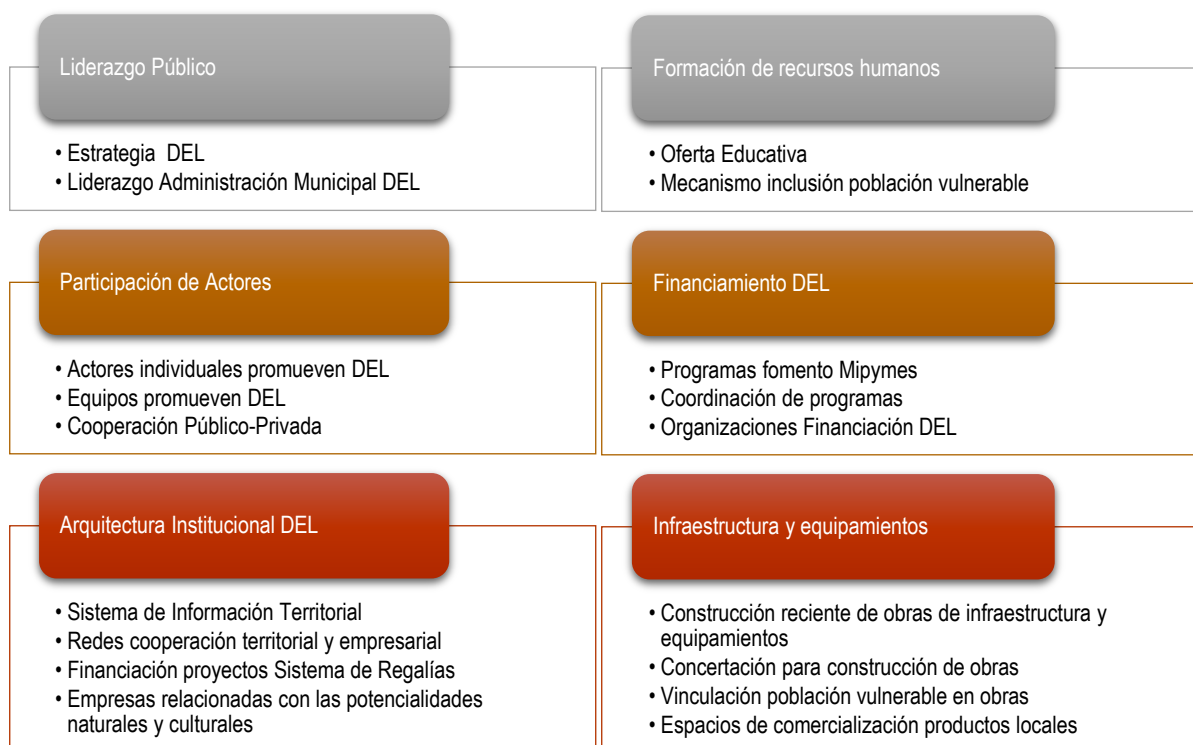 Liderazgo Público
• Estrategia DEL
• Liderazgo Administración Municipal DEL
Formación de recursos humanos
• Oferta Educativa
• Mecanismo inclusión población vulnerable
Participación de Actores
• Actores individuales promueven DEL
• Equipos promueven DEL
• Cooperación Público-Privada
Financiamiento DEL
• Programas fomento Mipymes
• Coordinación de programas
• Organizaciones Financiación DEL
Arquitectura Institucional DEL
• Sistema de Información Territorial
• Redes cooperación territorial y empresarial
• Financiación proyectos Sistema de Regalías
• Empresas relacionadas con las potencialidades
naturales y culturales
Infraestructura y equipamientos
• Construcción reciente de obras de infraestructura y
equipamientos
• Concertación para construcción de obras
• Vinculación población vulnerable en obras
• Espacios de comercialización productos locales